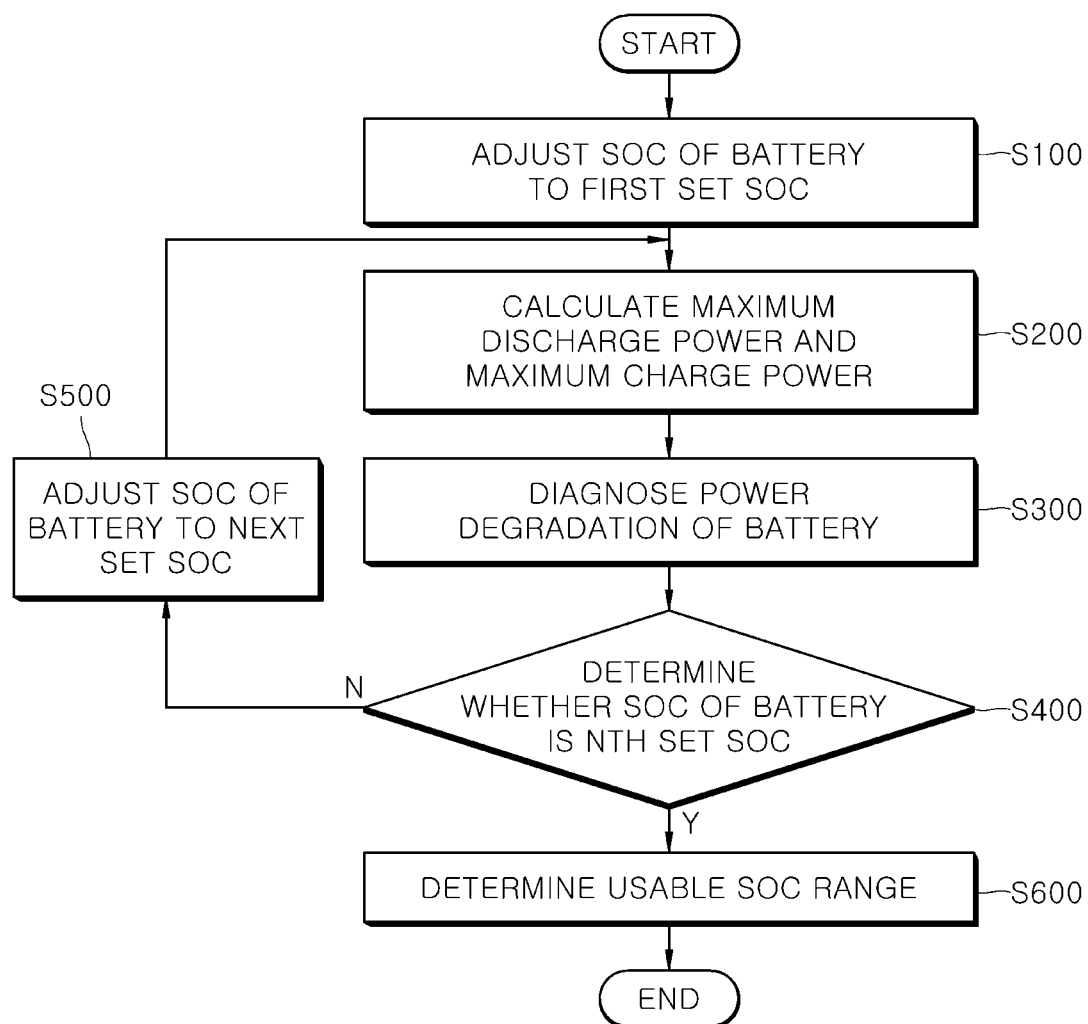 START
ADJUST SOC OF BATTERY
TO FIRST SET SOC
S100
CALCULATE MAXIMUM
DISCHARGE POWER AND
MAXIMUM CHARGE POWER
S200
S500
ADJUST SOC OF
BATTERY TO NEXT
SET SOC
DIAGNOSE POWER
DEGRADATION OF BATTERY
S300
N
DETERMINE
WHETHER SOC OF BATTERY
IS NTH SET SOC
S400
Y
DETERMINE USABLE SOC RANGE
S600
END